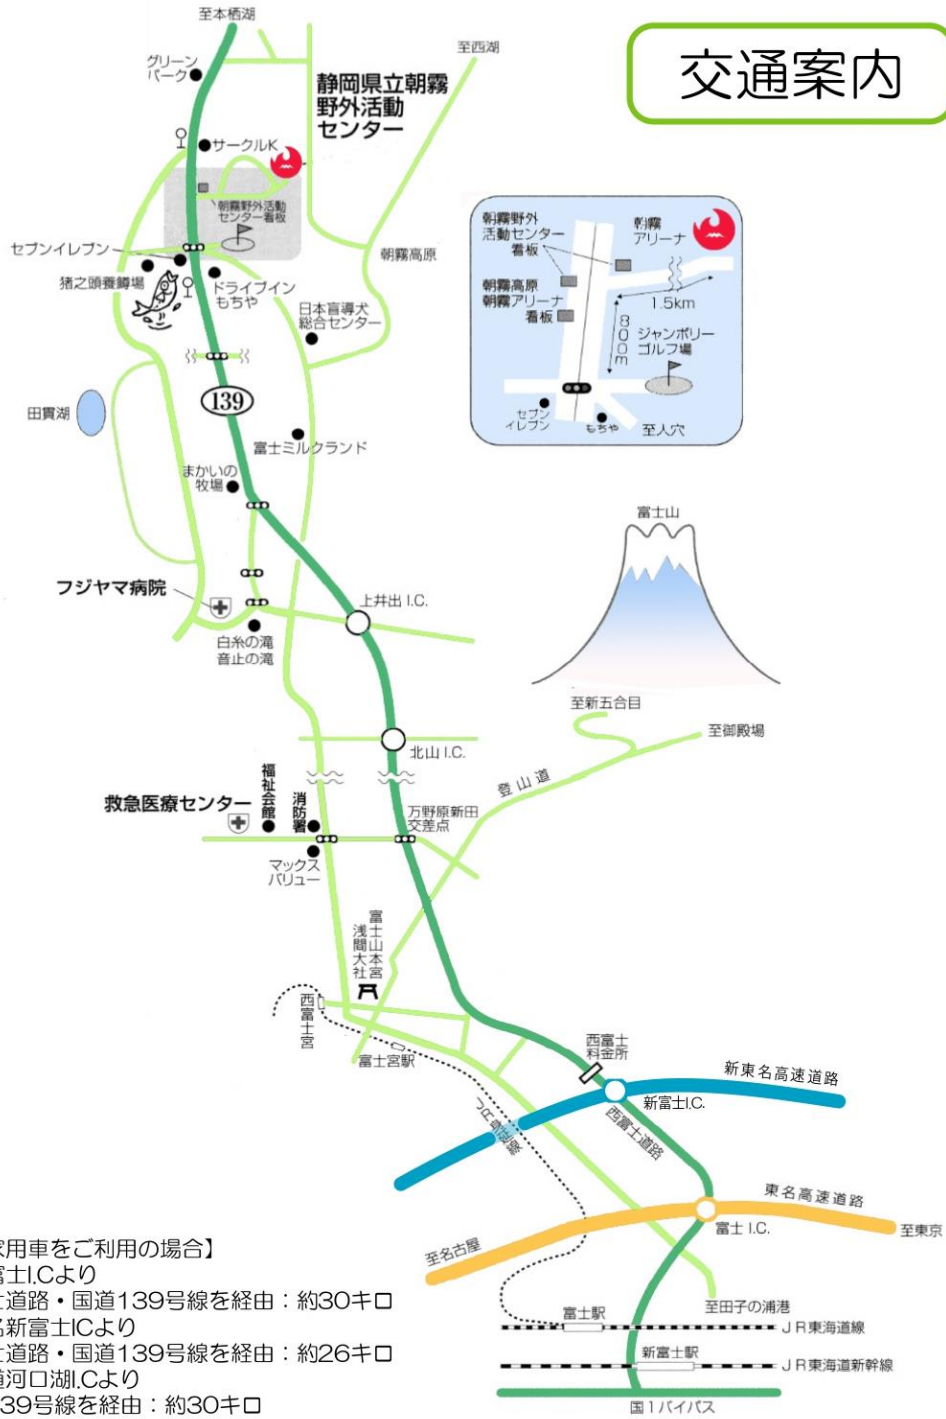 交通案内
至本栖湖
グリーン
パーク
至西湖
静岡県立朝霧
野外活動
センター
サークルK
朝霧野外活動
センター看板
セブンイレブン
猪之頭養鱒場
ドライブイン
もちや
朝霧高原
日本盲導犬
総合センター
朝霧野外
活動センター
看板
朝霧
アリーナ
朝霧高原
朝霧アリーナ
看板
1.5km
800m
ジャンボリー
ゴルフ場
セブン
イレブン
もちや
至人穴
139
田貫湖
富士ミルクランド
まかいの
牧場
富士山
フジヤマ病院
上井出 I.C.
白糸の滝
音止の滝
至新五合目
至御殿場
北山 I.C.
登山道
福祉会館
消防署
救急医療センター
万野原新田
交差点
マックス
バリュー
富士山本宮
浅間大社
西富士宮
富士宮駅
西富士
料金所
新東名高速道路
新富士I.C.
西富士道路
JR身延線
東名高速道路
富士 I.C.
至東京
至名古屋
至田子の浦港
富士駅
JR東海道線
新富士駅
JR東海道新幹線
国1バイパス
用車をご利用の場合】
富士I.Cより
道路・国道139号線を経由：約30キロ
新富士ICより
道路・国道139号線を経由：約26キロ
河口湖I.Cより
139号線を経由：約30キロ